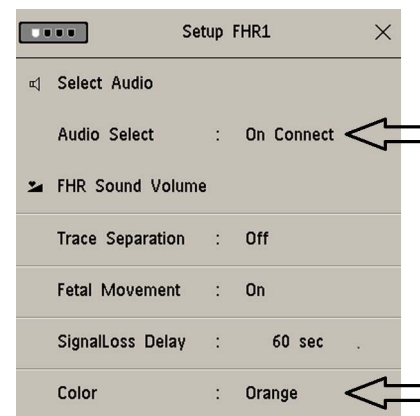 Setup FHR1
Select Audio
Audio Select : On Connect
FHR Sound Volume
Trace Separation : Off
Fetal Movement : On
SignalLoss Delay : 60 sec .
Color : Orange